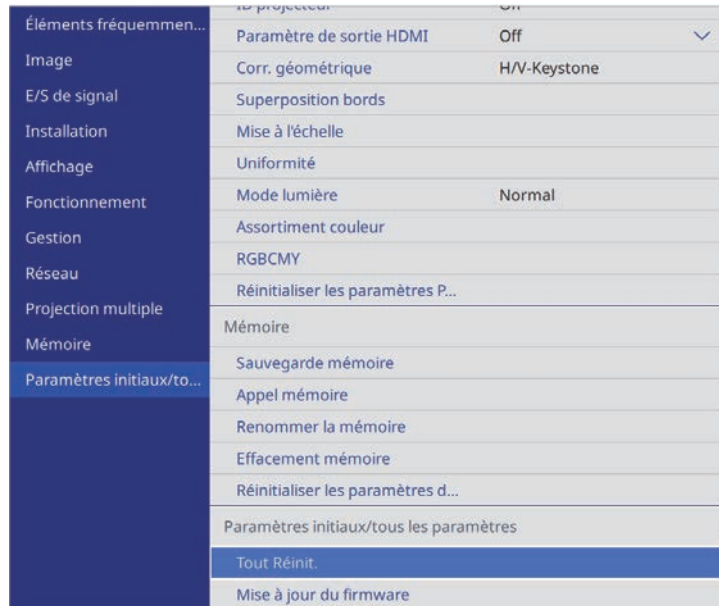 Éléments fréquemmen...
Image
E/S de signal
Installation
Affichage
Fonctionnement
Gestion
Réseau
Projection multiple
Mémoire
Paramètres initiaux/to...
ID projecteur Off
Paramètre de sortie HDMI Off
Corr. géométrique H/V-Keystone
Superposition bords
Mise à l'échelle
Uniformité
Mode lumière Normal
Assortiment couleur
RGBCMY
Réinitialiser les paramètres P...
Mémoire
Sauvegarde mémoire
Appel mémoire
Renommer la mémoire
Effacement mémoire
Réinitialiser les paramètres d...
Paramètres initiaux/tous les paramètres
Tout Réinit.
Mise à jour du firmware